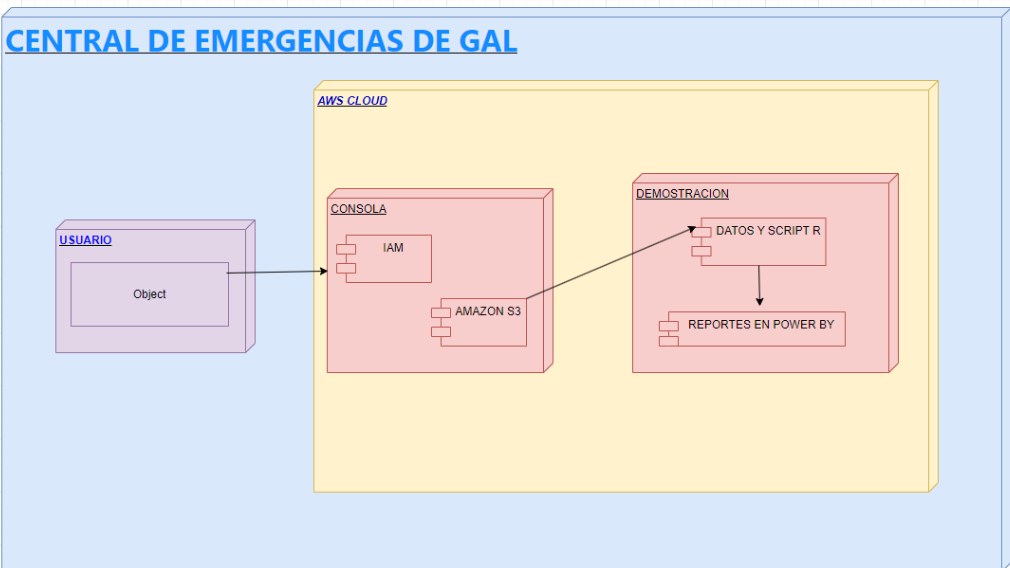 CENTRAL DE EMERGENCIAS DE GAL
AWS CLOUD
USUARIO
Object
CONSOLA
IAM
AMAZON S3
DEMOSTRACION
DATOS Y SCRIPT R
REPORTES EN POWER BY